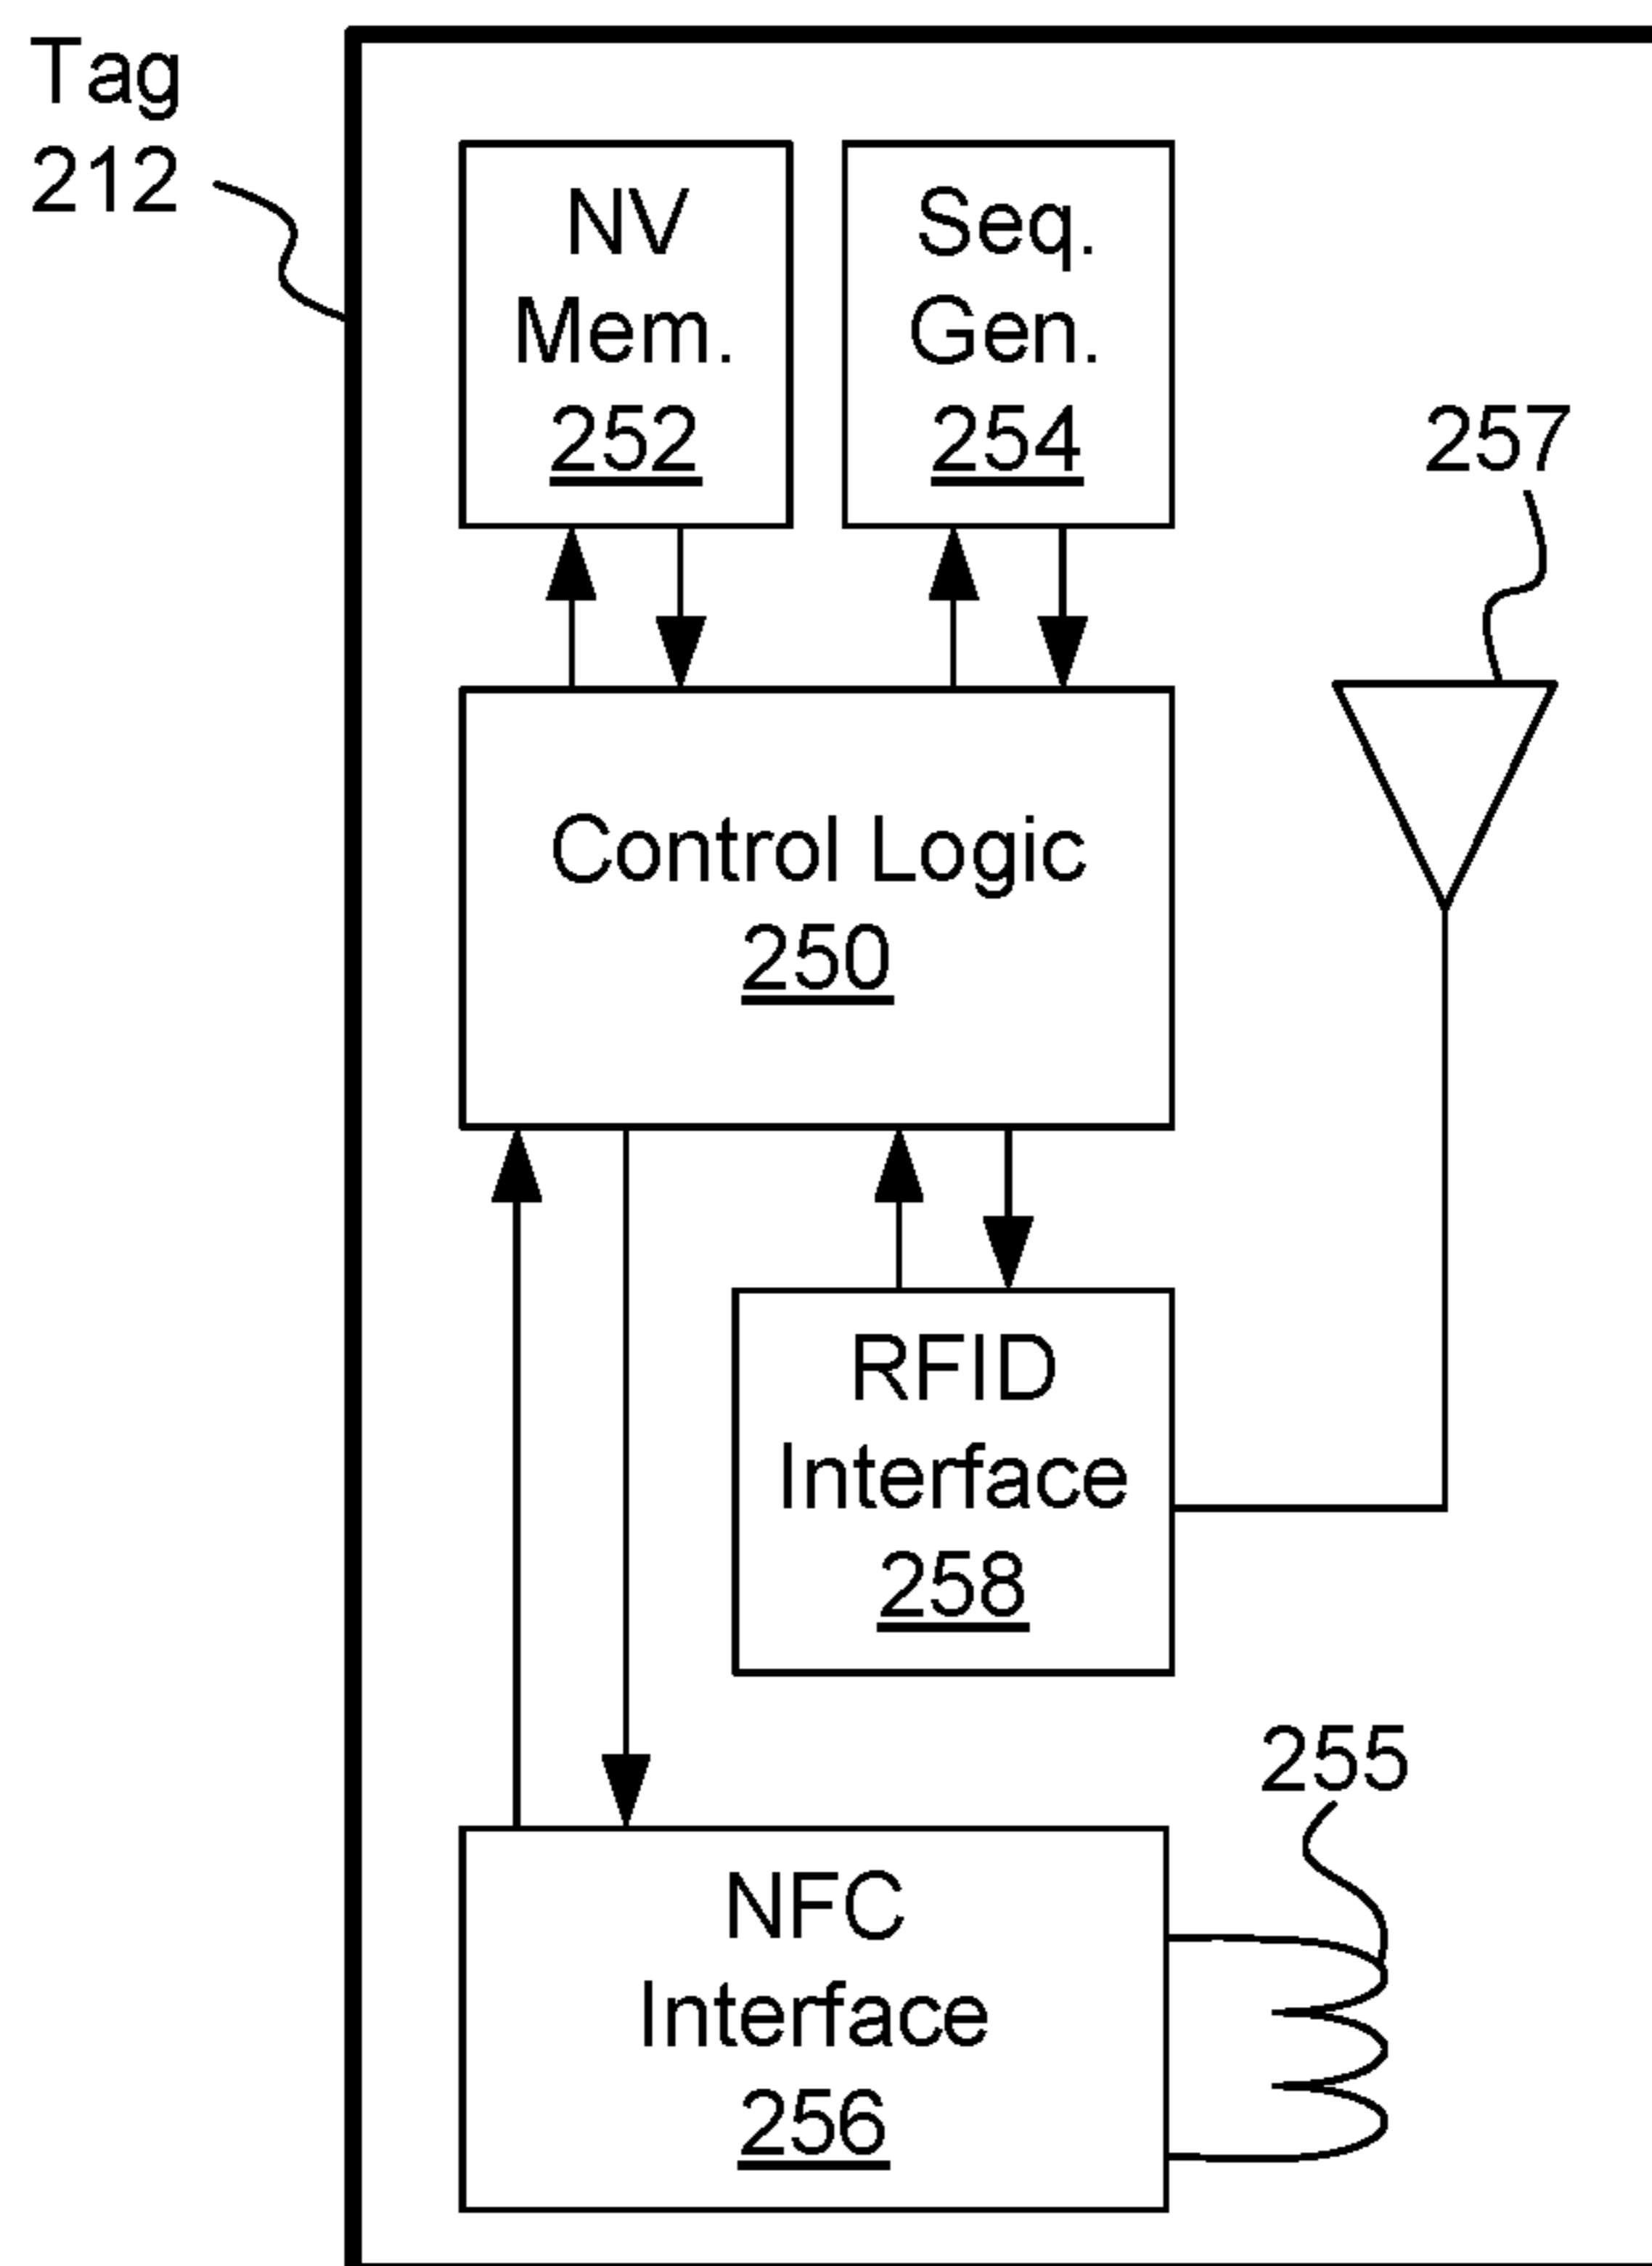 Tag
212
NV
Mem.
252
Seq.
Gen.
254
257
Control Logic
250
RFID
Interface
258
255
NFC
Interface
256